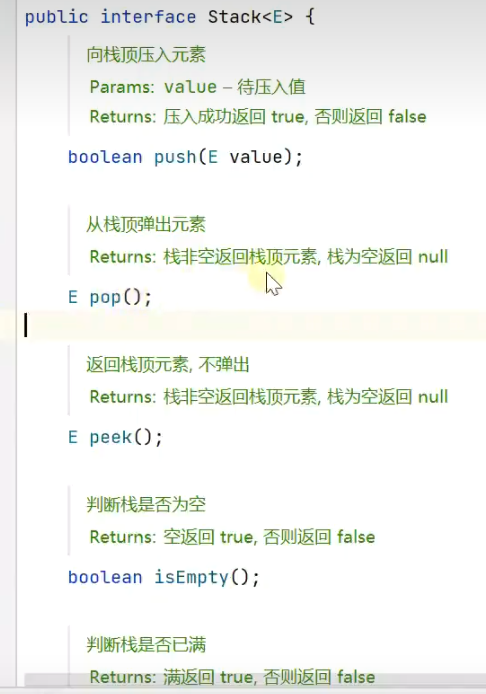 public interface Stack<E> {
向栈顶压入元素
Params: value – 待压入值
Returns: 压入成功返回 true, 否则返回 false
boolean push(E value);
从栈顶弹出元素
Returns: 栈非空返回栈顶元素, 栈为空返回 null
E pop();
返回栈顶元素, 不弹出
Returns: 栈非空返回栈顶元素, 栈为空返回 null
E peek();
判断栈是否为空
Returns: 空返回 true, 否则返回 false
boolean isEmpty();
判断栈是否已满
Returns: 满返回 true, 否则返回 false